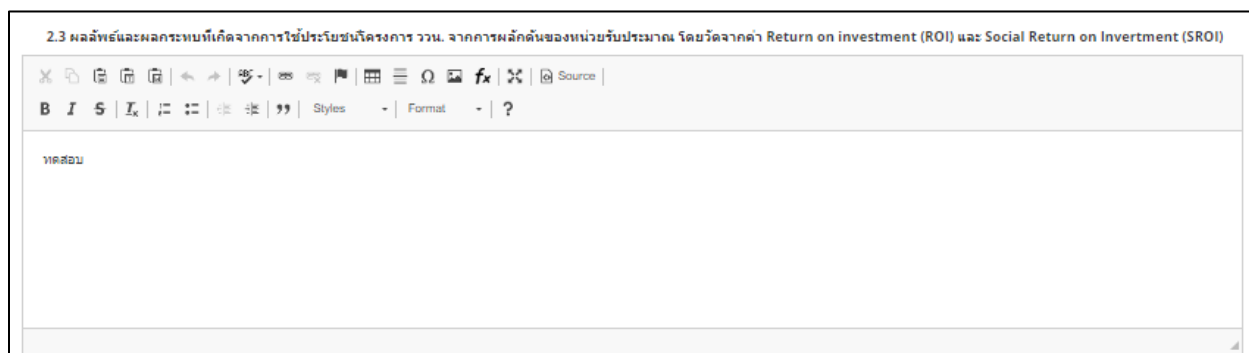 2.3 ผลลัพธ์และผลกระทบที่เกิดจากการใช้ประโยชน์โครงการ ววน. จากการผลักดันของหน่วยรับประมาณ โดยวัดจากค่า Return on investment (ROI) และ Social Return on Invertment (SROI)
Source
Styles Format ?
ทดสอบ